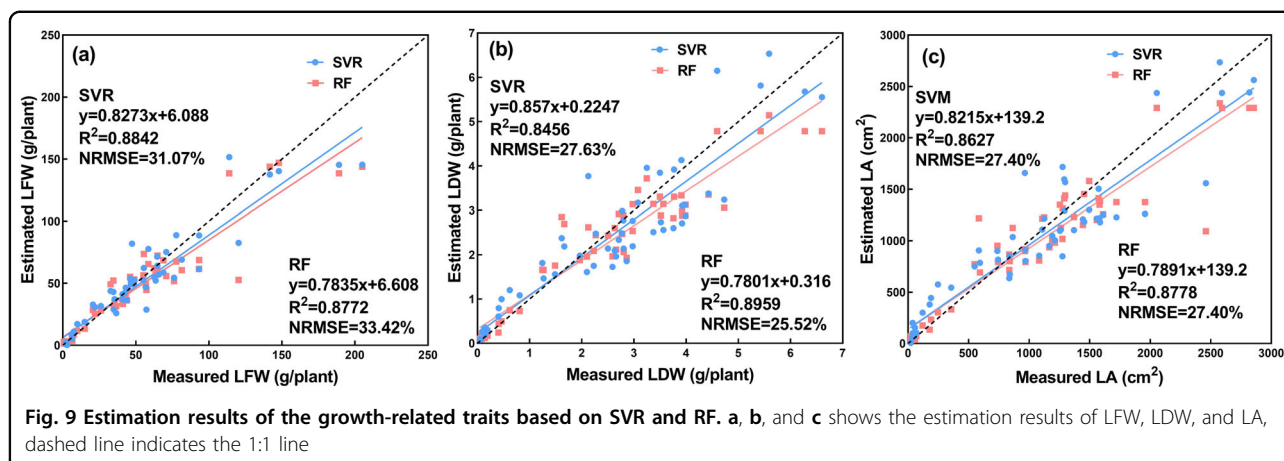 (a)
SVR
RF
SVR
y=0.8273x+6.088
R²=0.8842
NRMSE=31.07%
RF
y=0.7835x+6.608
R²=0.8772
NRMSE=33.42%
250
200
150
100
50
0
0 50 100 150 200 250
Estimated LFW (g/plant)
Measured LFW (g/plant)
(b)
SVR
RF
SVR
y=0.857x+0.2247
R²=0.8456
NRMSE=27.63%
RF
y=0.7801x+0.316
R²=0.8959
NRMSE=25.52%
7
6
5
4
3
2
1
0
0 1 2 3 4 5 6 7
Estimated LDW (g/plant)
Measured LDW (g/plant)
(c)
SVR
RF
SVM
y=0.8215x+139.2
R²=0.8627
NRMSE=27.40%
RF
y=0.7891x+139.2
R²=0.8778
NRMSE=27.40%
3000
2500
2000
1500
1000
500
0
0 500 1000 1500 2000 2500 3000
Estimated LA (cm²)
Measured LA (cm²)
Fig. 9 Estimation results of the growth-related traits based on SVR and RF. a, b, and c shows the estimation results of LFW, LDW, and LA,
dashed line indicates the 1:1 line